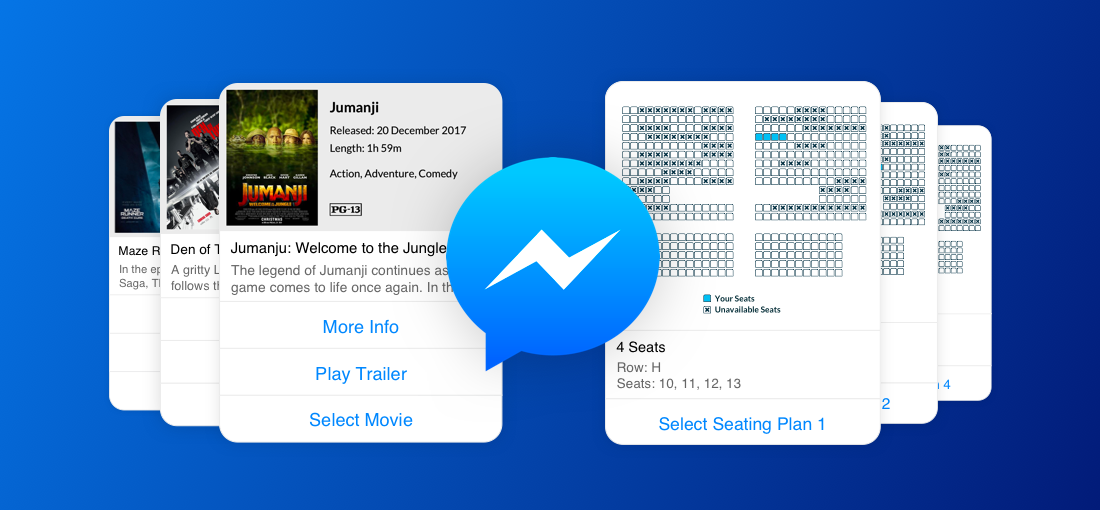 Maze R
In the ep
Saga, T
Den of T
A gritty L
follows th
Jumanji
Released: 20 December 2017
Length: 1h 59m
Action, Adventure, Comedy
PG-13
MAZE
RUNNER
JUMANJI
WELCOME TO THE JUNGLE
CHRISTMAS
Jumanju: Welcome to the Jungle
The legend of Jumanji continues as
game comes to life once again. In th
More Info
Play Trailer
Select Movie
Your Seats
Unavailable Seats
4 Seats
Row: H
Seats: 10, 11, 12, 13
Select Seating Plan 1
2
4